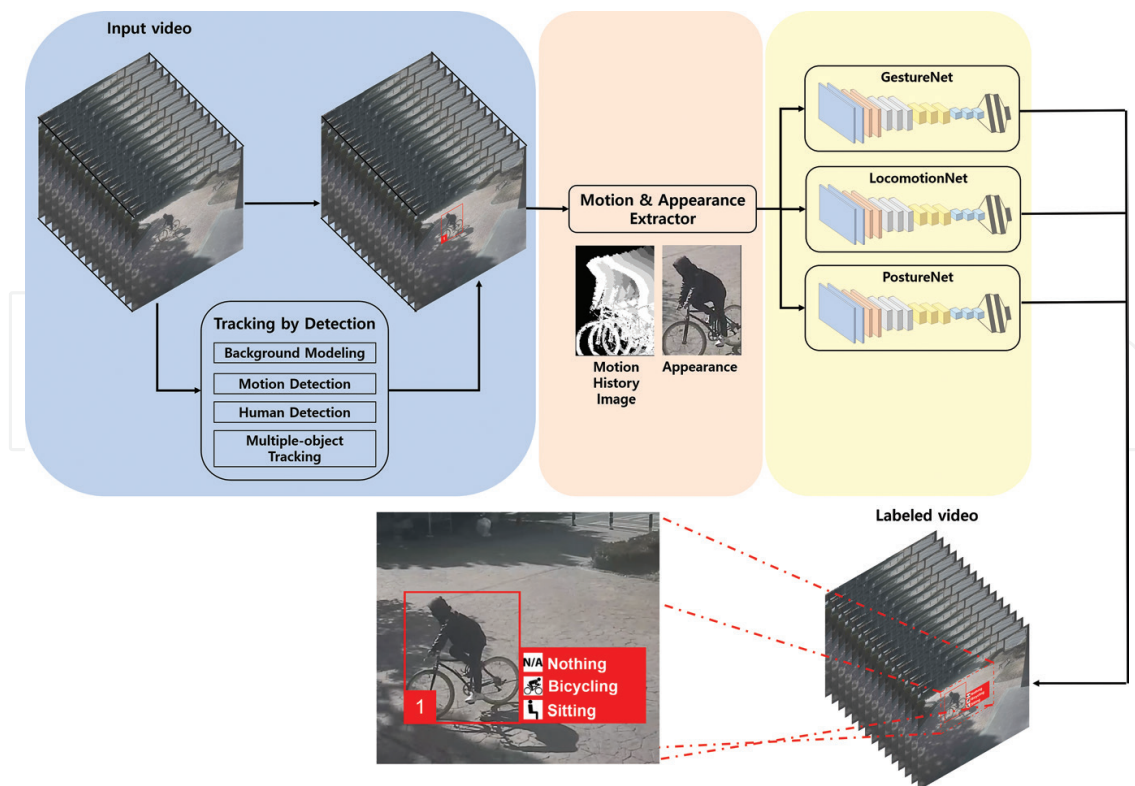 Input video
Tracking by Detection
Background Modeling
Motion Detection
Human Detection
Multiple-object
Tracking
Motion & Appearance
Extractor
Motion
History
Image
Appearance
GestureNet
LocomotionNet
PostureNet
Labeled video
1
N/A Nothing
Bicycling
Sitting